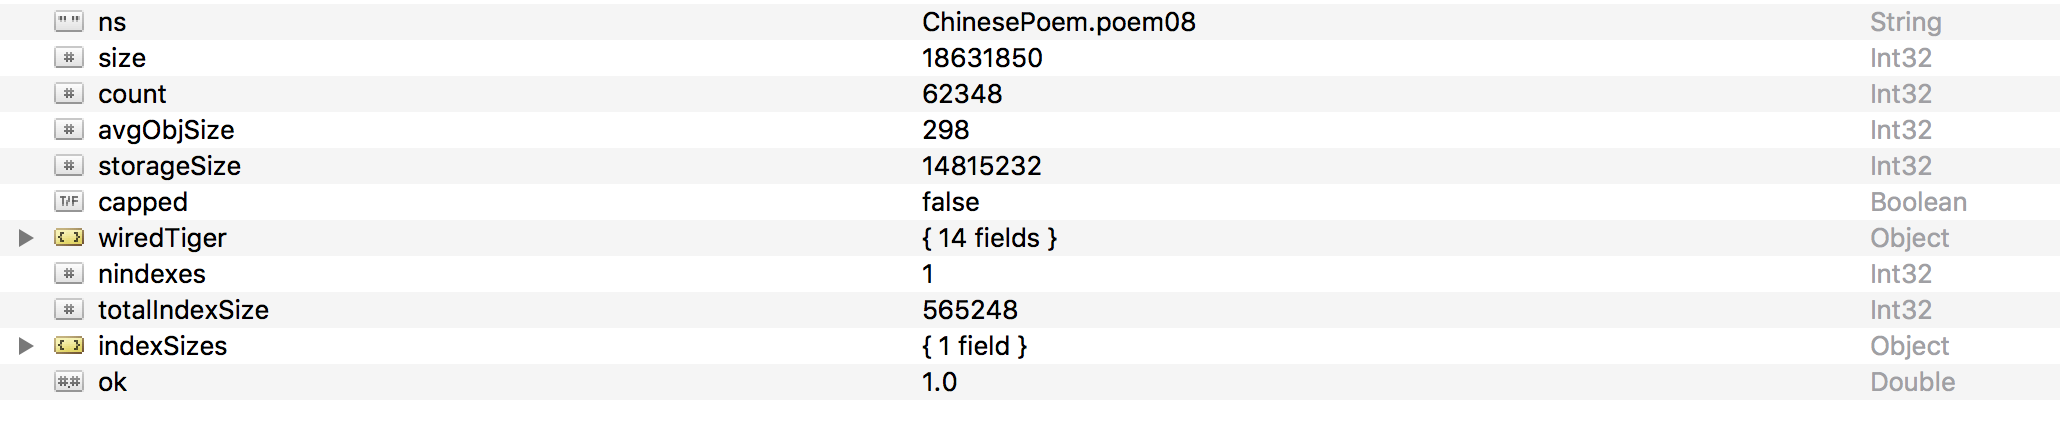 "" ns ChinesePoem.poem08 String
# size 18631850 Int32
# count 62348 Int32
# avgObjSize 298 Int32
# storageSize 14815232 Int32
T/F capped false Boolean
{ } wiredTiger { 14 fields } Object
# nindexes 1 Int32
# totalIndexSize 565248 Int32
{ } indexSizes { 1 field } Object
#.# ok 1.0 Double